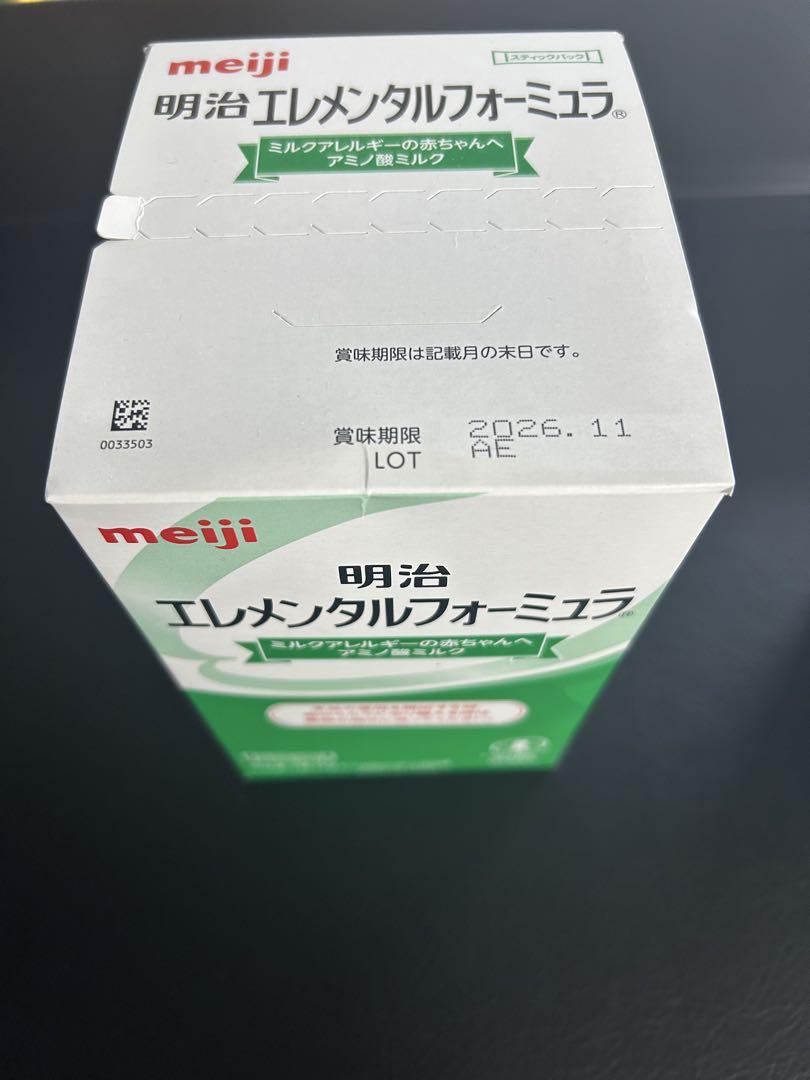 meiji
スティックパック
明治エレメンタルフォーミュラ®
ミルクアレルギーの赤ちゃんへ
アミノ酸ミルク
賞味期限は記載月の末日です。
0033503
賞味期限 2026.11
LOT AE
meiji
明治
エレメンタルフォーミュラ®
ミルクアレルギーの赤ちゃんへ
アミノ酸ミルク